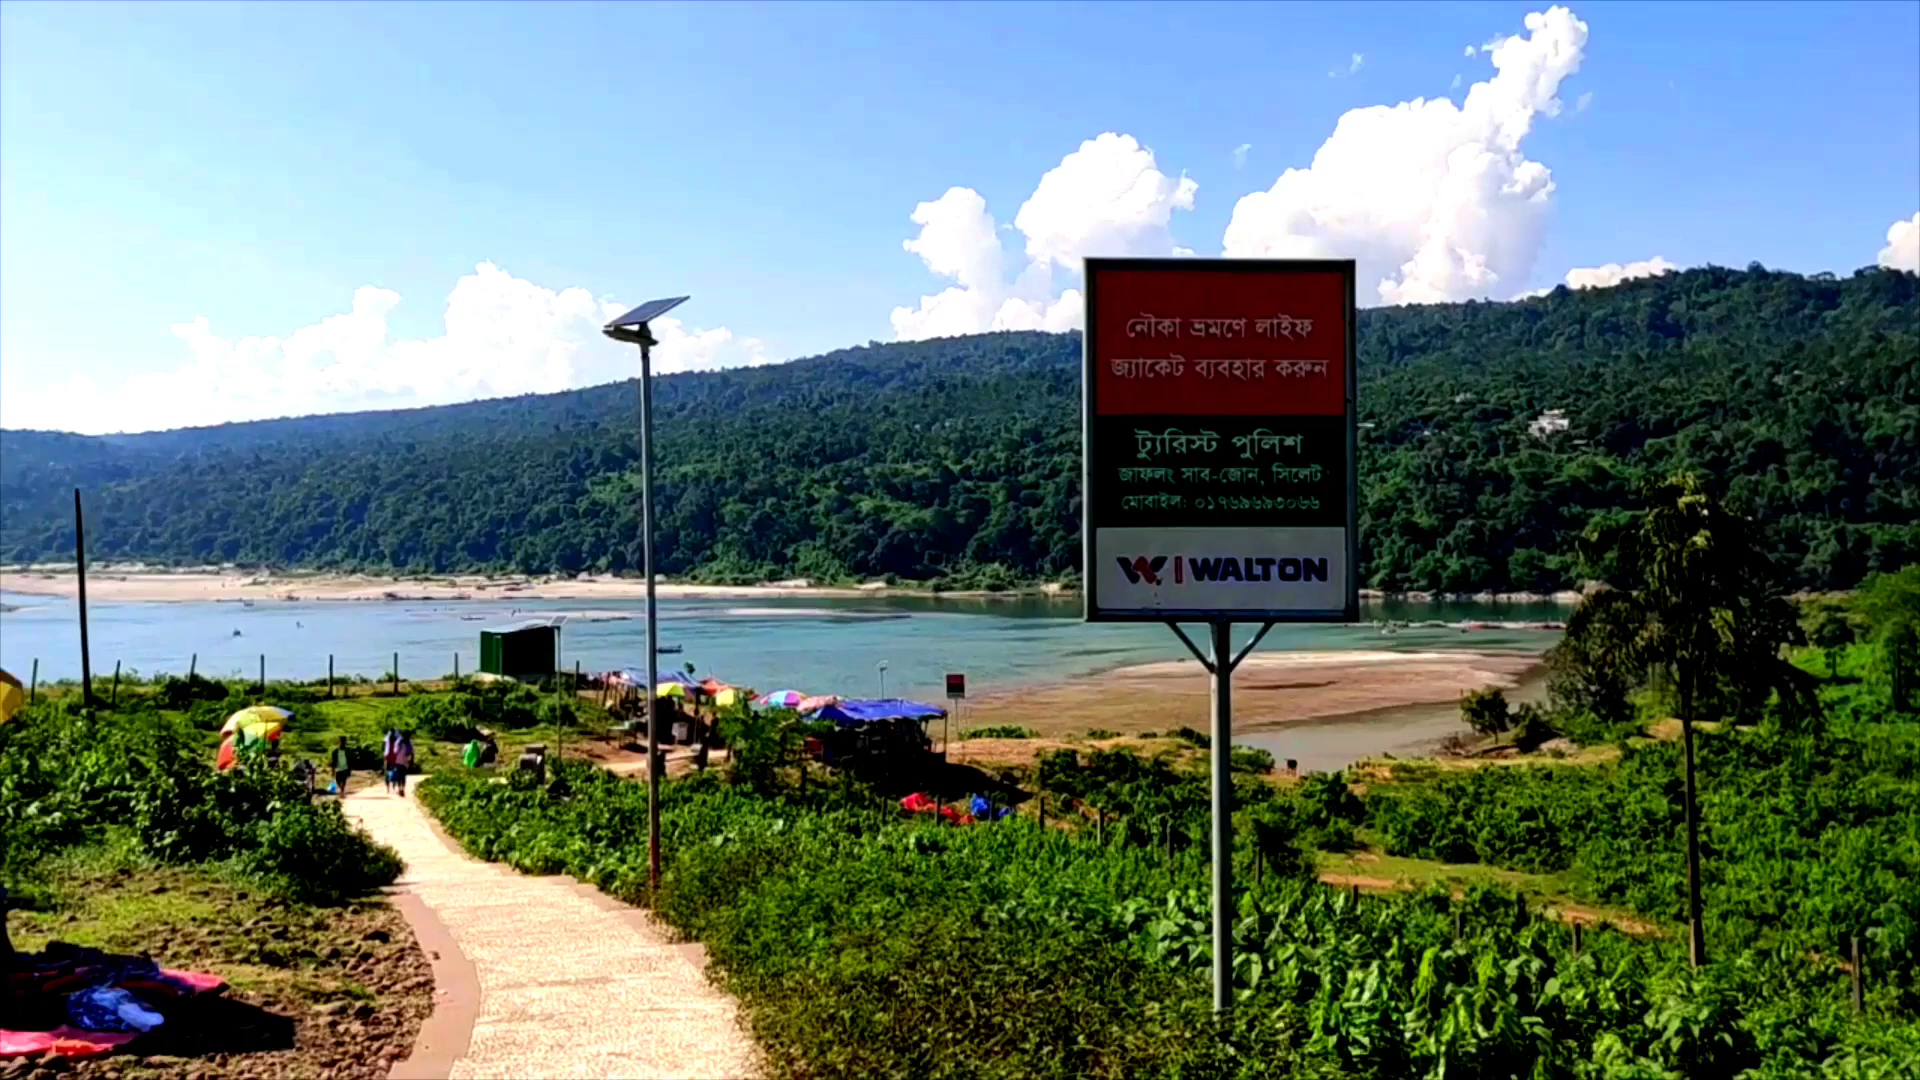 নৌকা ভ্রমণে লাইফ
জ্যাকেট ব্যবহার করুন
ট্যুরিস্ট পুলিশ
জাফলং সাব-জোন, সিলেট
মোবাইল: ০১৭৬৯৬৯৩০৬৬
WALTON